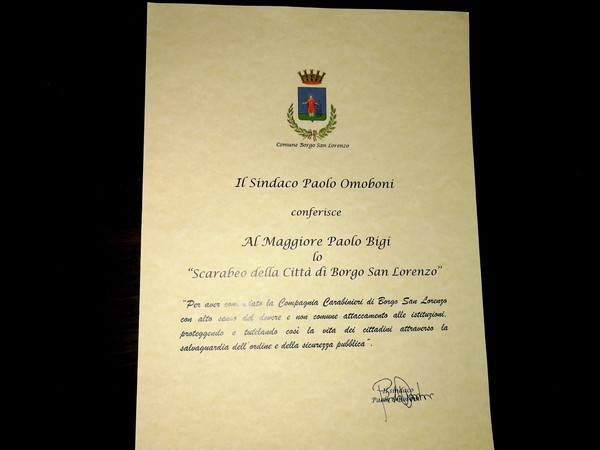 Comune Borgo San Lorenzo
Il Sindaco Paolo Omoboni
conferisce
Al Maggiore Paolo Bigi
lo
"Scarabeo della Città di Borgo San Lorenzo"
"Per aver comandato la Compagnia Carabinieri di Borgo San Lorenzo
con alto senso del dovere e non comune attaccamento alle istituzioni,
proteggendo e tutelando così la vita dei cittadini attraverso la
salvaguardia dell'ordine e della sicurezza pubblica".
Il sindaco
Paolo Omoboni